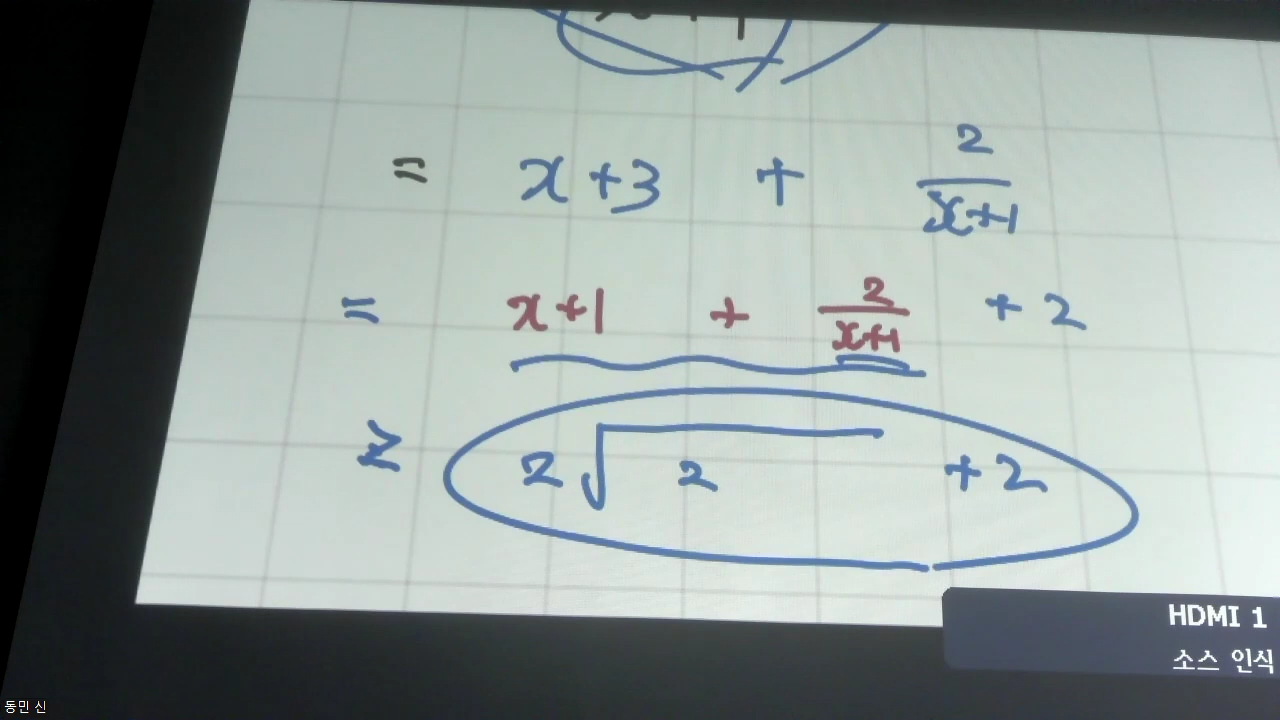 = x+3 + 2/(x+1)
= x+1 + 2/(x+1) + 2
≥ 2√2 + 2
HDMI 1
소스 인식
동민 신